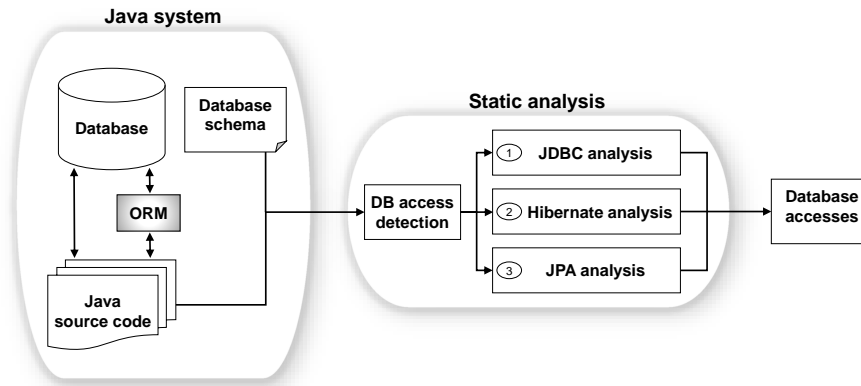 Java system
Database
Database
schema
ORM
Java
source code
Static analysis
DB access
detection
1 JDBC analysis
2 Hibernate analysis
3 JPA analysis
Database
accesses